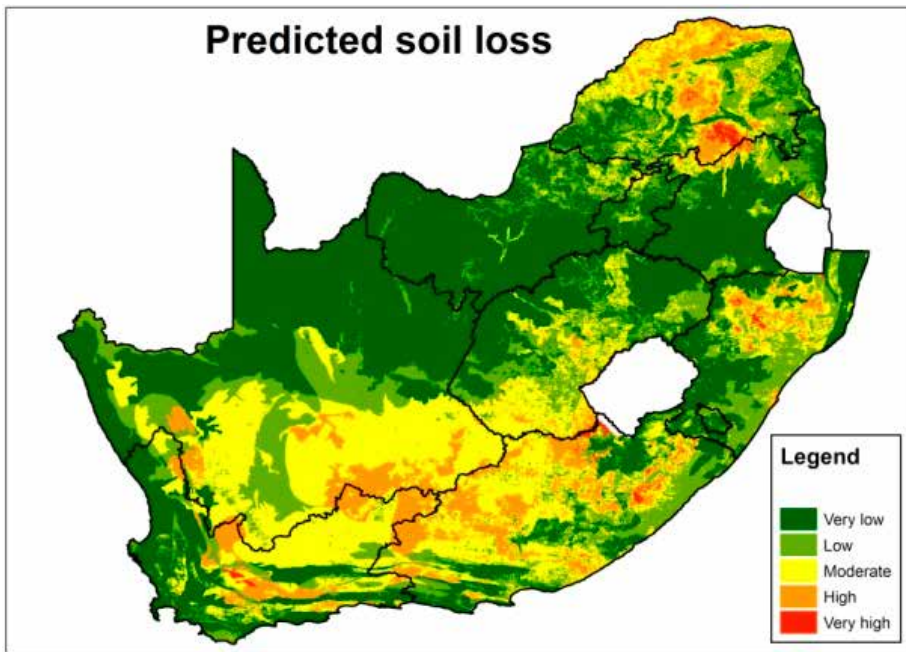 Predicted soil loss
Legend
Very low
Low
Moderate
High
Very high